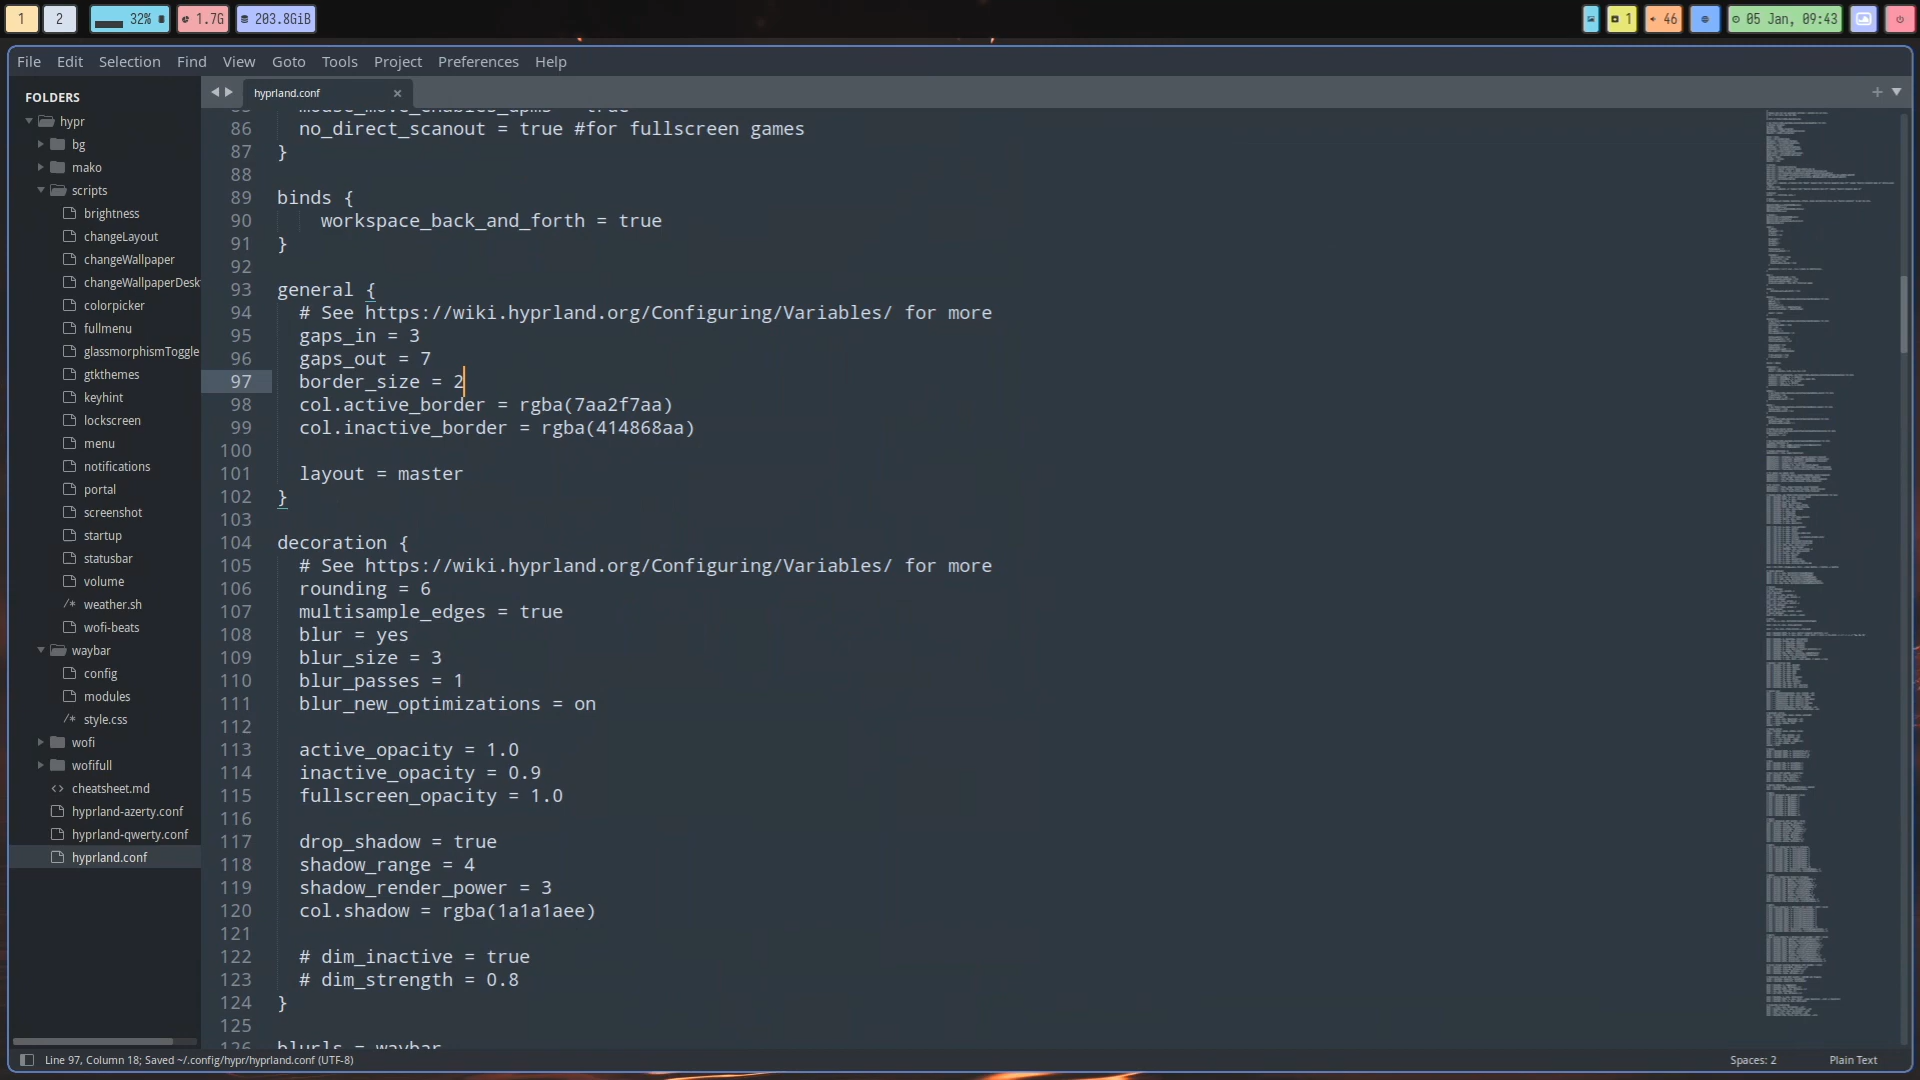 1 2 32% 1.7G 203.8GiB 1 46 05 Jan, 09:43
File Edit Selection Find View Goto Tools Project Preferences Help
FOLDERS
hypr
bg
mako
scripts
brightness
changeLayout
changeWallpaper
changeWallpaperDesk
colorpicker
fullmenu
glassmorphismToggle
gtkthemes
keyhint
lockscreen
menu
notifications
portal
screenshot
startup
statusbar
volume
/* weather.sh
wofi-beats
waybar
config
modules
/* style.css
wofi
wofifull
<> cheatsheet.md
hyprland-azerty.conf
hyprland-qwerty.conf
hyprland.conf
hyprland.conf ×
86 no_direct_scanout = true #for fullscreen games
87 }
88
89 binds {
90 workspace_back_and_forth = true
91 }
92
93 general {
94 # See https://wiki.hyprland.org/Configuring/Variables/ for more
95 gaps_in = 3
96 gaps_out = 7
97 border_size = 2
98 col.active_border = rgba(7aa2f7aa)
99 col.inactive_border = rgba(414868aa)
100
101 layout = master
102 }
103
104 decoration {
105 # See https://wiki.hyprland.org/Configuring/Variables/ for more
106 rounding = 6
107 multisample_edges = true
108 blur = yes
109 blur_size = 3
110 blur_passes = 1
111 blur_new_optimizations = on
112
113 active_opacity = 1.0
114 inactive_opacity = 0.9
115 fullscreen_opacity = 1.0
116
117 drop_shadow = true
118 shadow_range = 4
119 shadow_render_power = 3
120 col.shadow = rgba(1a1a1aee)
121
122 # dim_inactive = true
123 # dim_strength = 0.8
124 }
125
126 blurls = waybar
Line 97, Column 18; Saved ~/.config/hypr/hyprland.conf (UTF-8) Spaces: 2 Plain Text